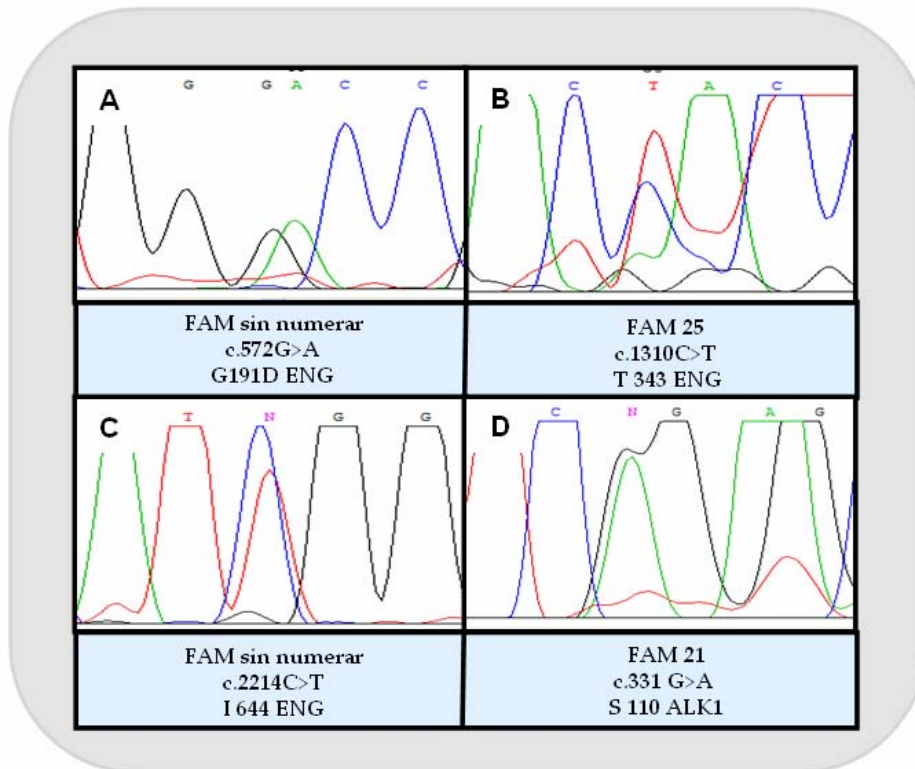 A
G G A C C
B
C T A C
FAM sin numerar
c.572G>A
G191D ENG
FAM 25
c.1310C>T
T 343 ENG
C
T N G G
D
C N G A G
FAM sin numerar
c.2214C>T
I 644 ENG
FAM 21
c.331 G>A
S 110 ALK1